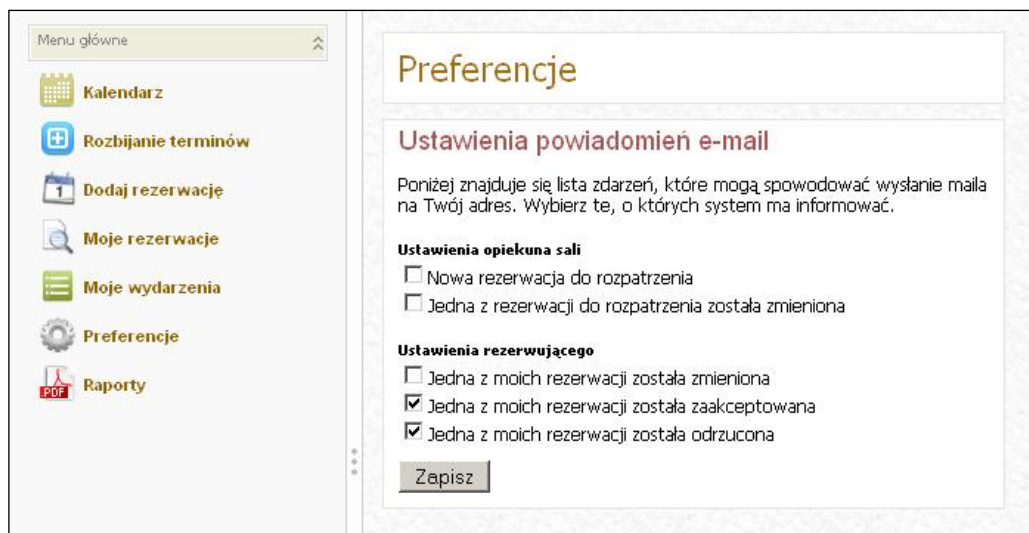 Menu główne
Kalendarz
Rozbijanie terminów
1
Dodaj rezerwację
Moje rezerwacje
Moje wydarzenia
Preferencje
PDF
Raporty
Preferencje
Ustawienia powiadomień e-mail
Poniżej znajduje się lista zdarzeń, które mogą spowodować wysłanie maila
na Twój adres. Wybierz te, o których system ma informować.
Ustawienia opiekuna sali
Nowa rezerwacja do rozpatrzenia
Jedna z rezerwacji do rozpatrzenia została zmieniona
Ustawienia rezerwującego
Jedna z moich rezerwacji została zmieniona
Jedna z moich rezerwacji została zaakceptowana
Jedna z moich rezerwacji została odrzucona
Zapisz